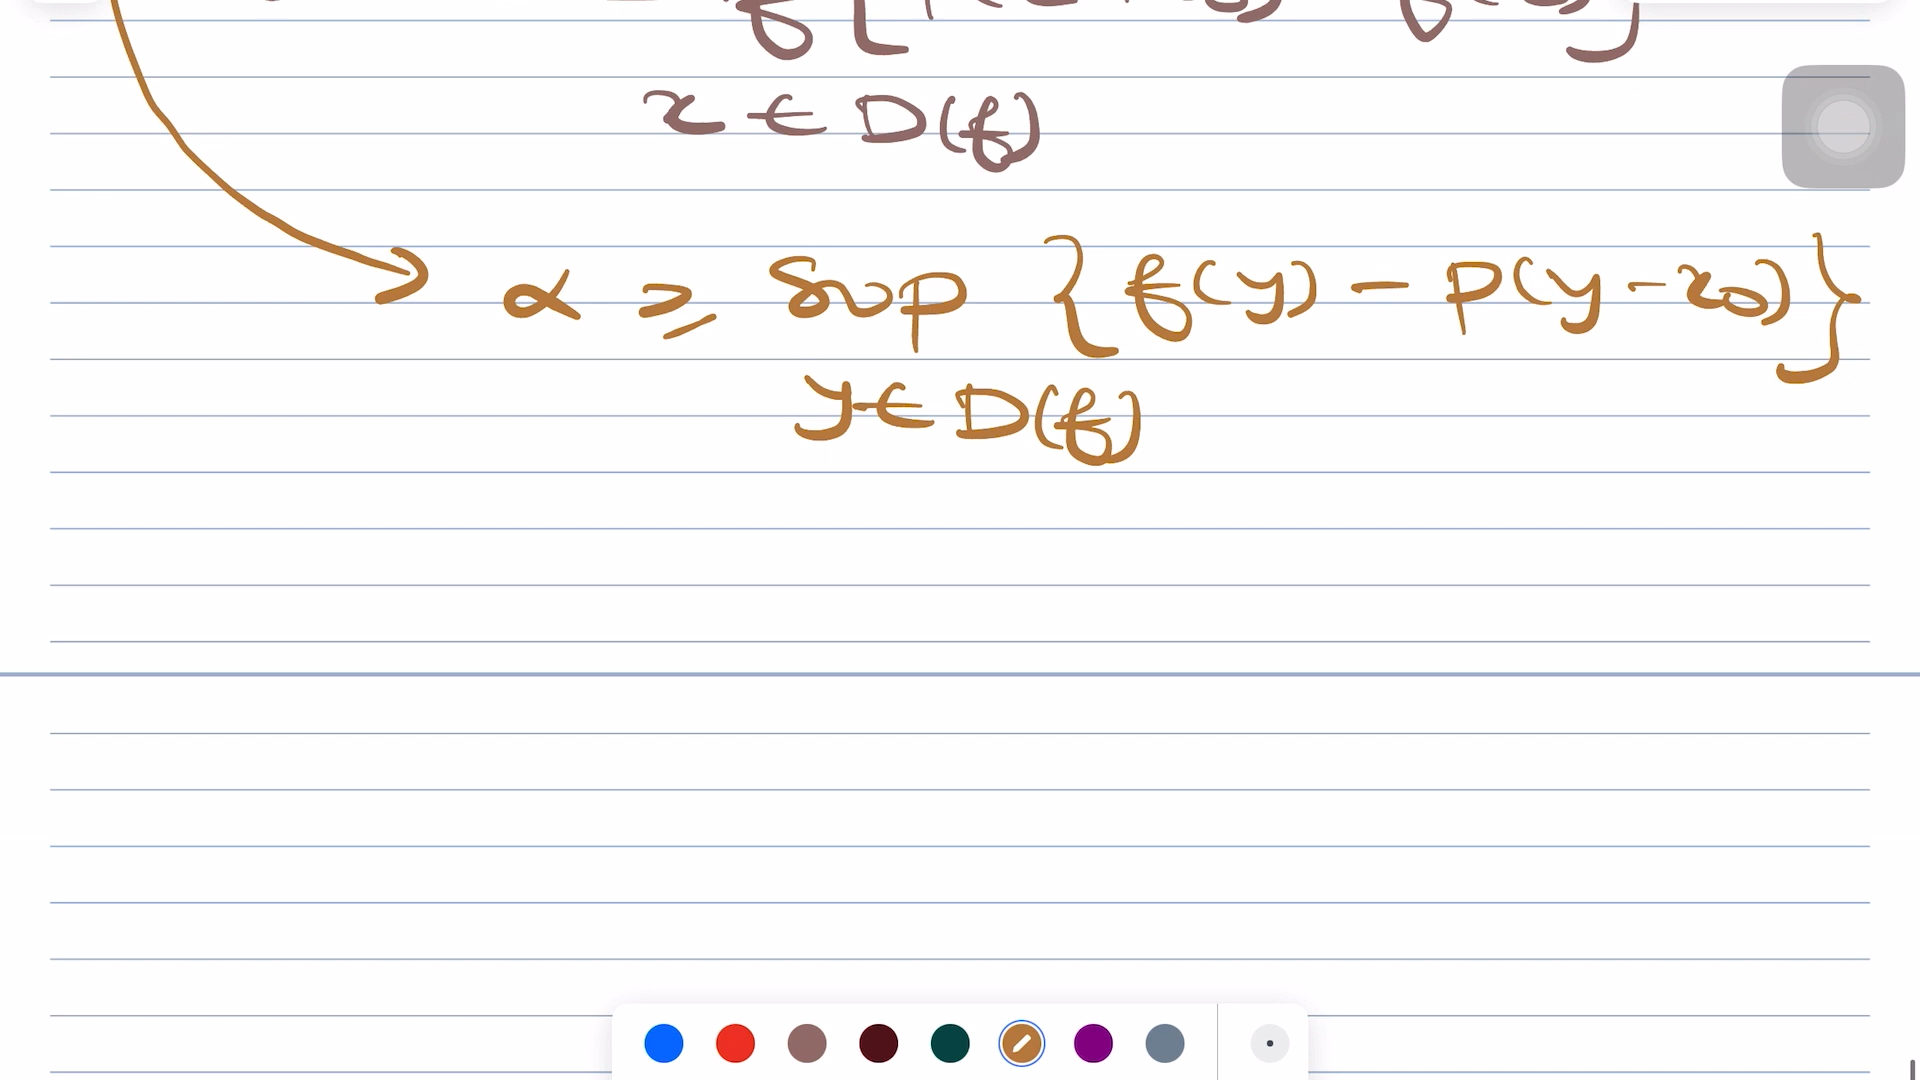 x ∈ D(f)
α ≥ Sup {f(y) - P(y - x₀)}
y ∈ D(f)